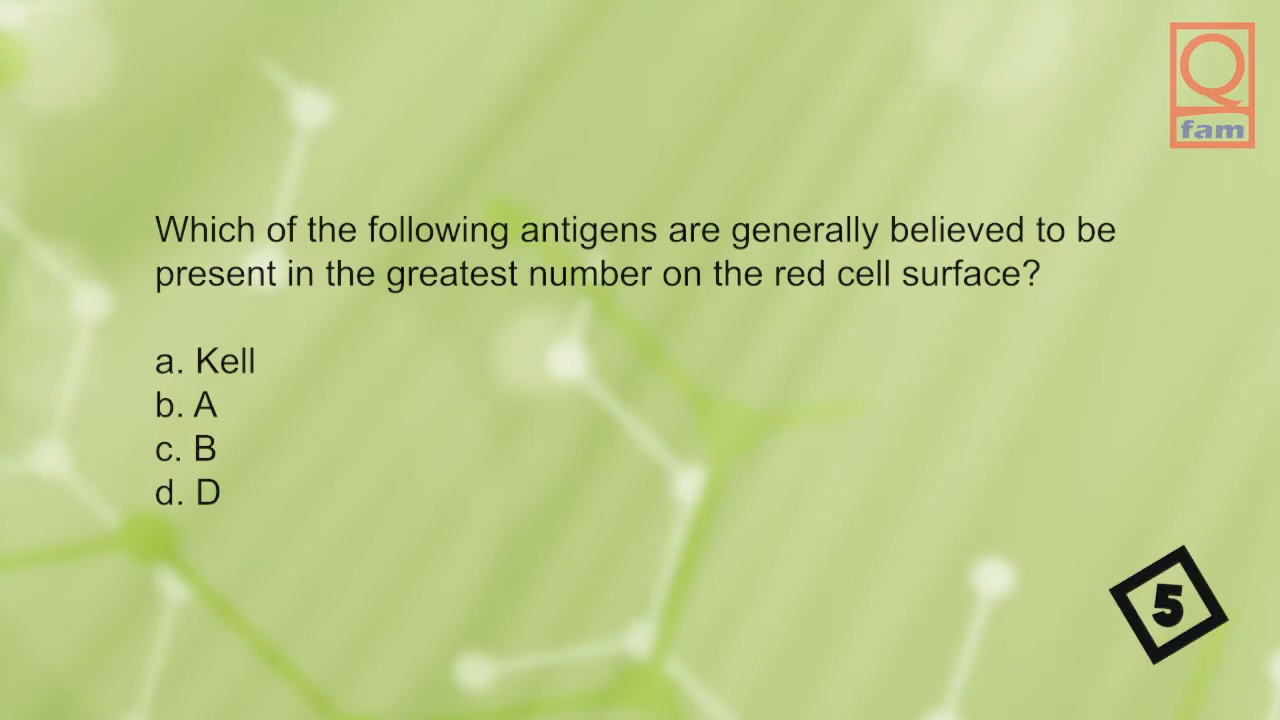 Q
fam
Which of the following antigens are generally believed to be
present in the greatest number on the red cell surface?
a. Kell
b. A
c. B
d. D
5